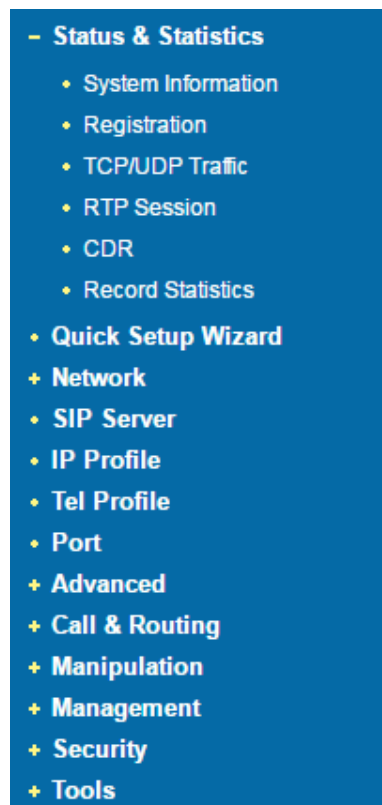 Status & Statistics
System Information
Registration
TCP/UDP Traffic
RTP Session
CDR
Record Statistics
Quick Setup Wizard
Network
SIP Server
IP Profile
Tel Profile
Port
Advanced
Call & Routing
Manipulation
Management
Security
Tools